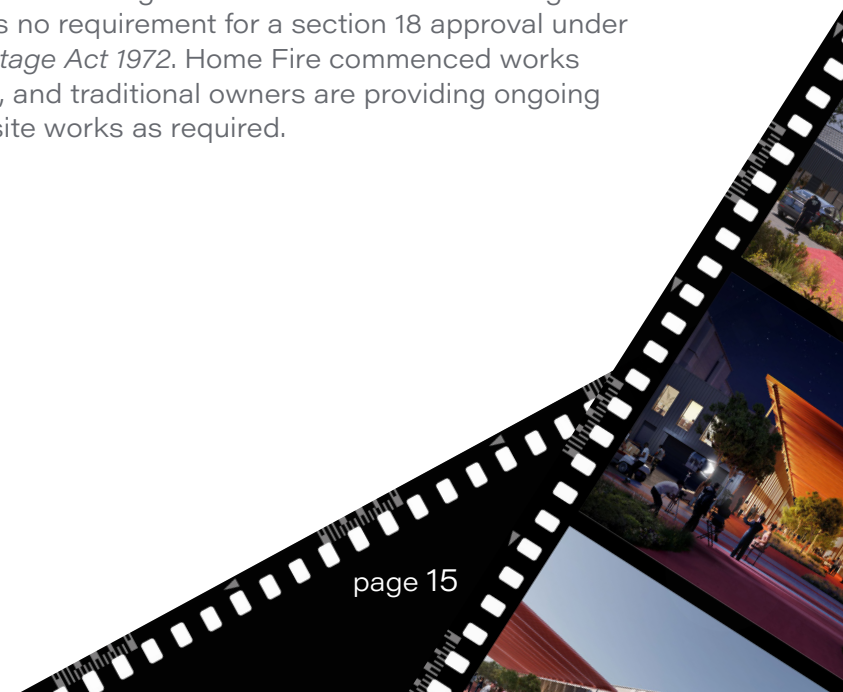 s no requirement for a section 18 approval under
tage Act 1972. Home Fire commenced works
, and traditional owners are providing ongoing
site works as required.
page 15